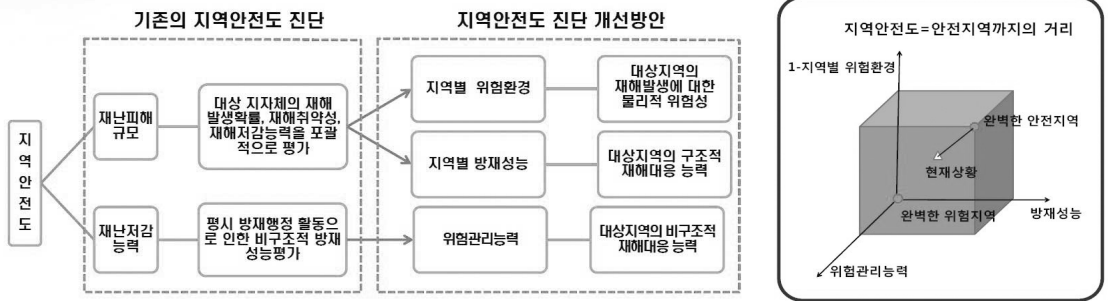 기존의 지역안전도 진단
지역안전도 진단 개선방안
지
역
안
전
도
재난피해
규모
대상 지자체의 재해
발생확률, 재해취약성,
재해저감능력을 포괄
적으로 평가
재난저감
능력
평시 방재행정 활동으
로 인한 비구조적 방재
성능평가
지역별 위험환경
대상지역의
재해발생에 대한
물리적 위험성
지역별 방재성능
대상지역의 구조적
재해대응 능력
위험관리능력
대상지역의 비구조적
재해대응 능력
지역안전도=안전지역까지의 거리
1-지역별 위험환경
완벽한 안전지역
현재상황
완벽한 위험지역
방재성능
위험관리능력